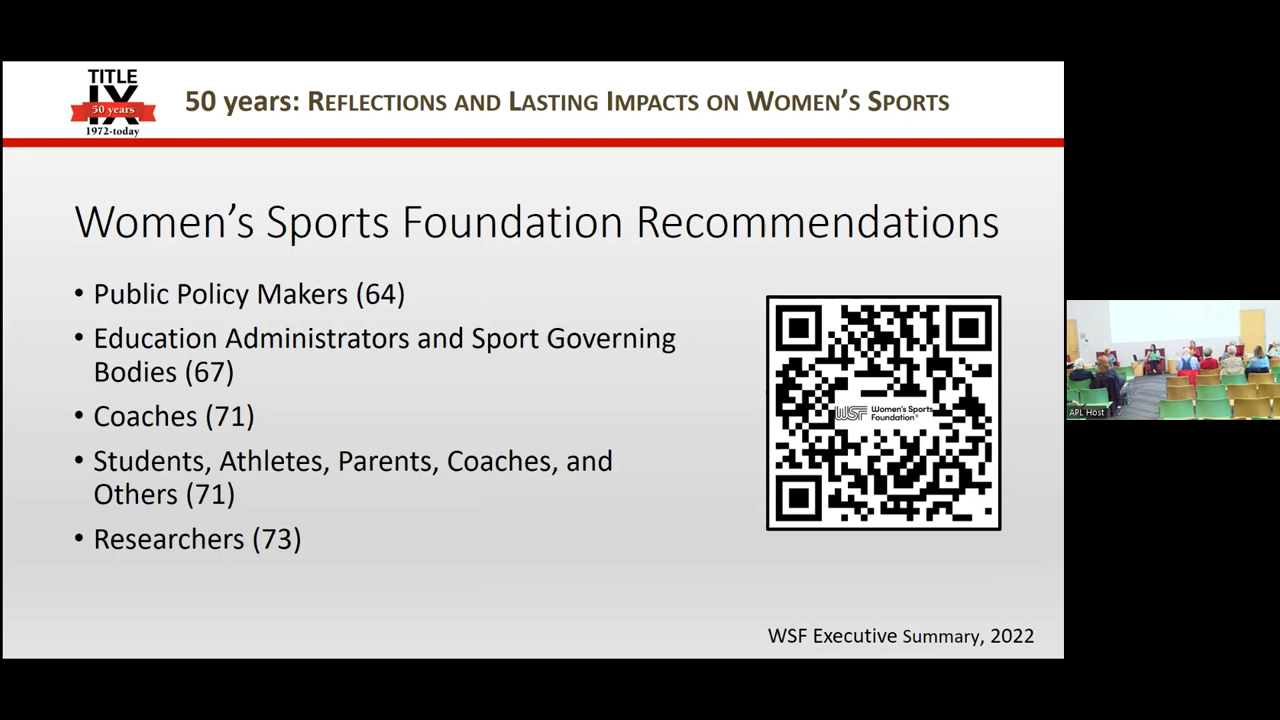 TITLE
IX
50 years
1972-today
50 years: REFLECTIONS AND LASTING IMPACTS ON WOMEN'S SPORTS
Women's Sports Foundation Recommendations
• Public Policy Makers (64)
• Education Administrators and Sport Governing
Bodies (67)
• Coaches (71)
• Students, Athletes, Parents, Coaches, and
Others (71)
• Researchers (73)
WSF Women's Sports
Foundation®
WSF Executive Summary, 2022
APL Host